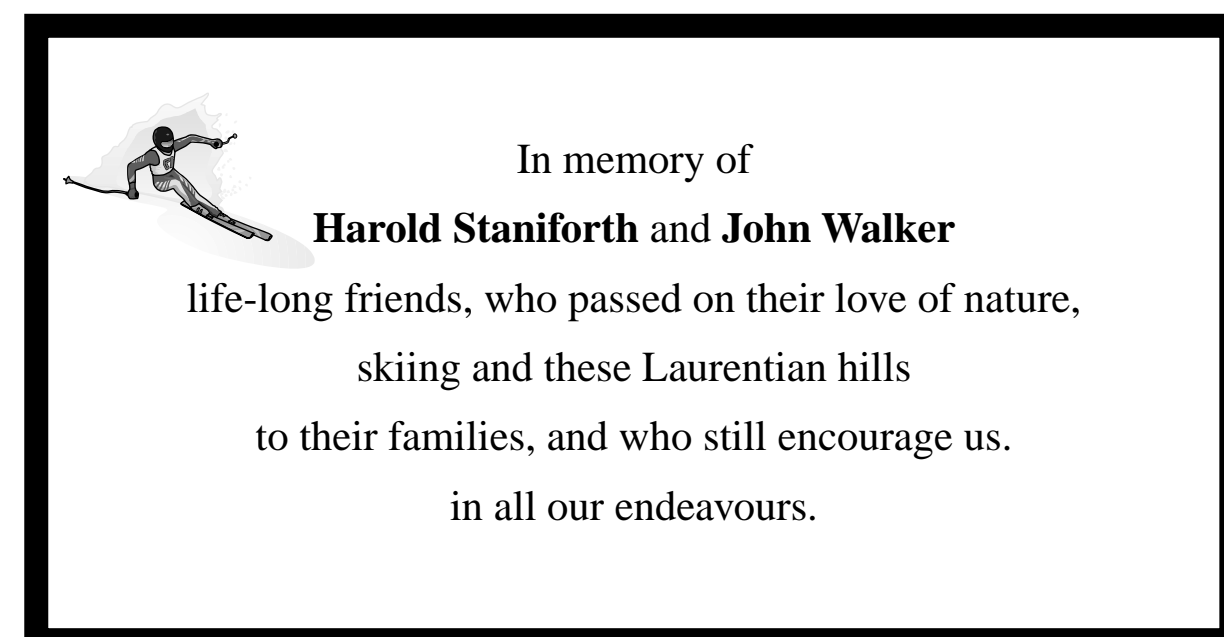 In memory of
Harold Staniforth and John Walker
life-long friends, who passed on their love of nature,
skiing and these Laurentian hills
to their families, and who still encourage us.
in all our endeavours.